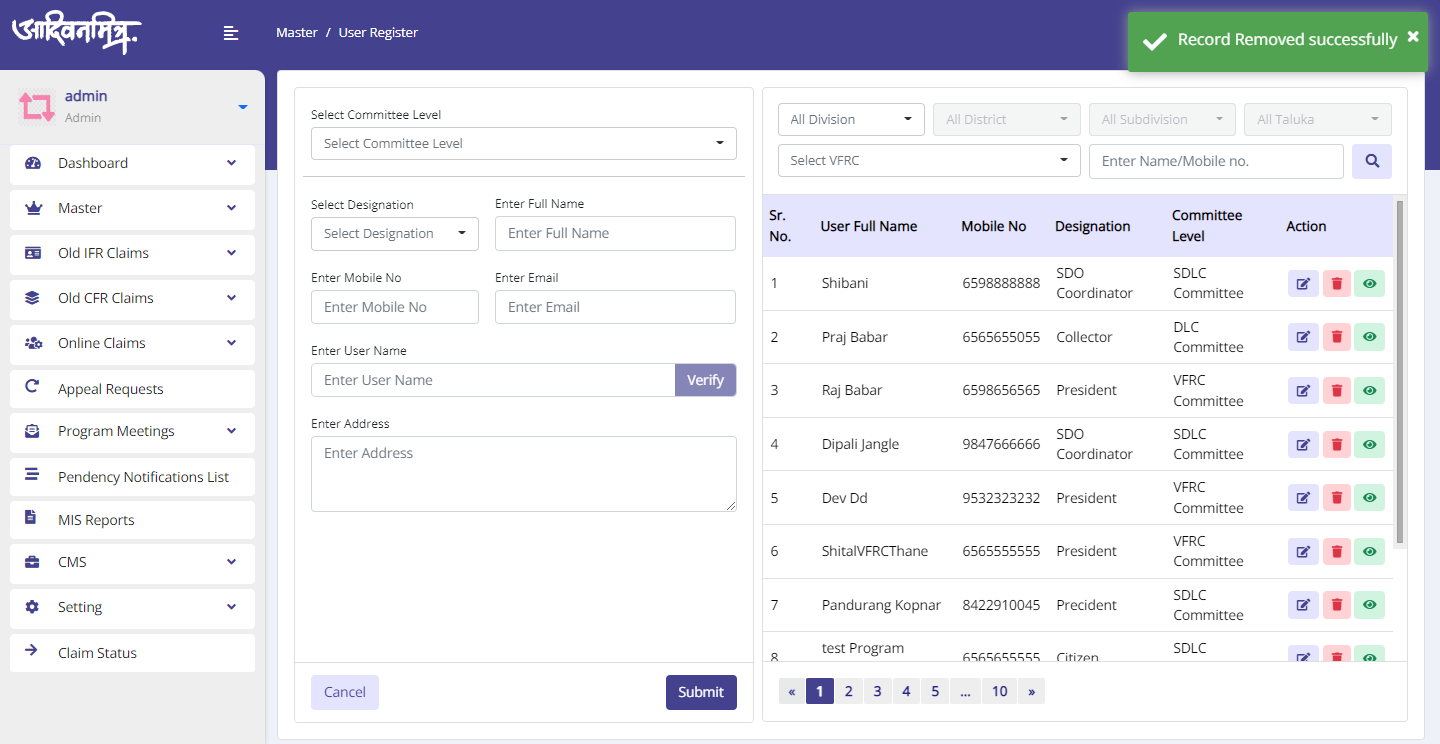 आदिवनमित्र
Master / User Register
Record Removed successfully ×
admin
Admin
Dashboard
Master
Old IFR Claims
Old CFR Claims
Online Claims
Appeal Requests
Program Meetings
Pendency Notifications List
MIS Reports
CMS
Setting
Claim Status
Select Committee Level
Select Committee Level
Select Designation
Enter Full Name
Select Designation
Enter Full Name
Enter Mobile No
Enter Email
Enter Mobile No
Enter Email
Enter User Name
Enter User Name
Verify
Enter Address
Enter Address
Cancel
Submit
All Division
All District
All Subdivision
All Taluka
Select VFRC
Enter Name/Mobile no.
Sr. No. User Full Name Mobile No Designation Committee Level Action
1 Shibani 6598888888 SDO Coordinator SDLC Committee
2 Praj Babar 6565655055 Collector DLC Committee
3 Raj Babar 6598656565 President VFRC Committee
4 Dipali Jangle 9847666666 SDO Coordinator SDLC Committee
5 Dev Dd 9532323232 President VFRC Committee
6 ShitalVFRCThane 6565555555 President VFRC Committee
7 Pandurang Kopnar 8422910045 Precident SDLC Committee
8 test Program 6565655555 Citizen SDLC
« 1 2 3 4 5 ... 10 »